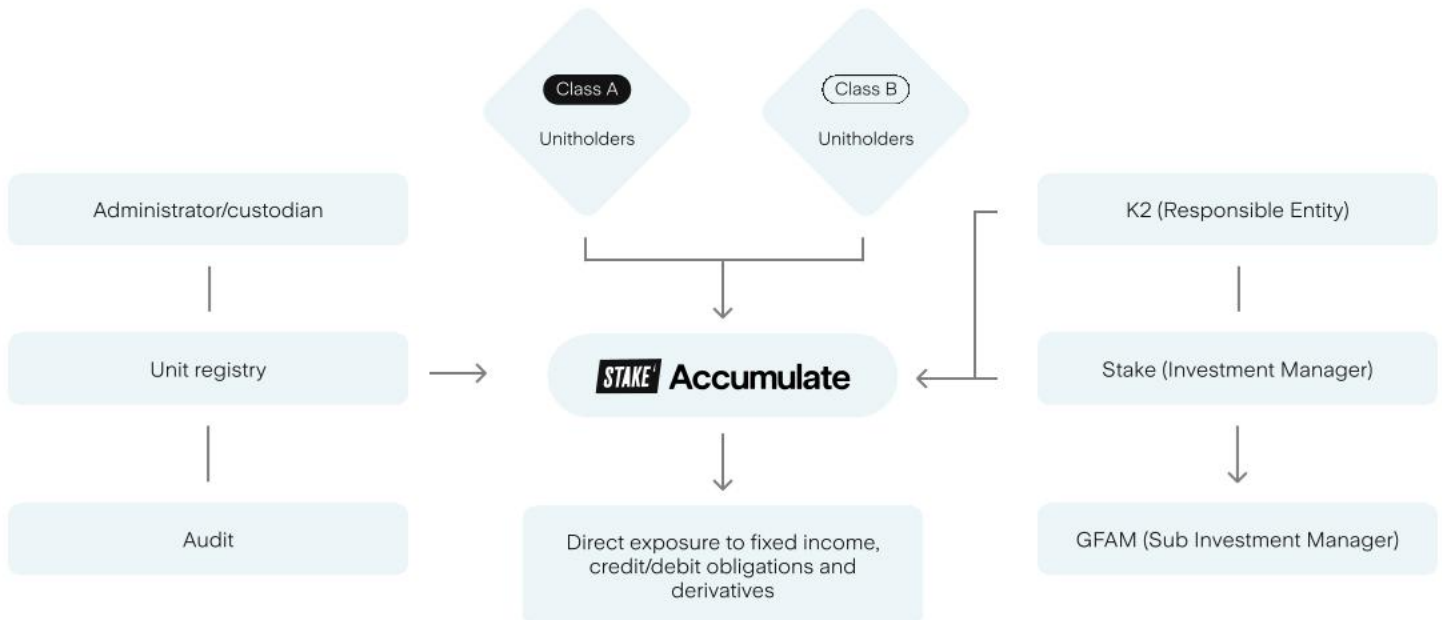 Class A
Unitholders
Class B
Unitholders
Administrator/custodian
K2 (Responsible Entity)
Unit registry
STAKE Accumulate
Stake (Investment Manager)
Audit
Direct exposure to fixed income,
credit/debit obligations and
derivatives
GFAM (Sub Investment Manager)